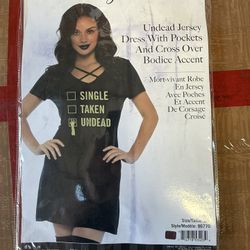 Undead Jersey
Dress With Pockets
And Cross Over
Bodice Accent
Mort-vivant Robe
En Jersey
Avec Poches
Et Accent
De Corsage
Croisé
SINGLE
TAKEN
UNDEAD